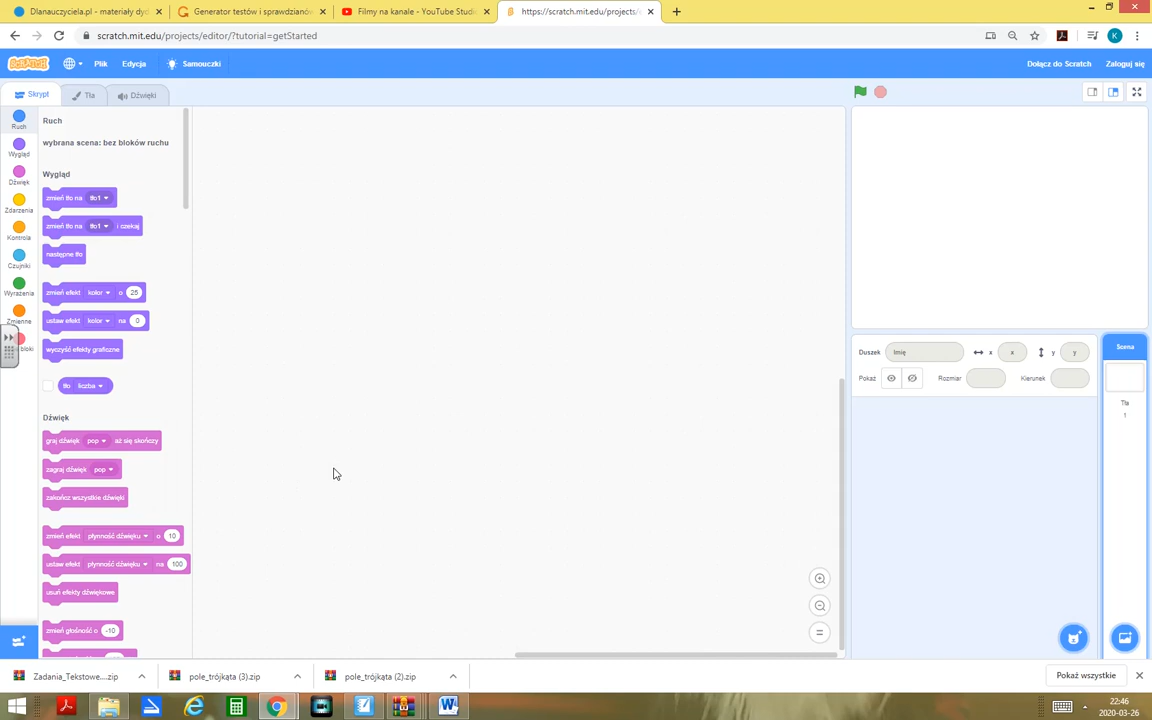 Dlanauczyciela.pl - materiały dyd
Generator testów i sprawdzianów
Filmy na kanale - YouTube Studi
https://scratch.mit.edu/projects/e
scratch.mit.edu/projects/editor/?tutorial=getStarted
SCRATCH Plik Edycja Samouczki Dołącz do Scratch Zaloguj się
Skrypt Tła Dźwięki
Ruch
Wygląd
Dźwięk
Zdarzenia
Kontrola
Czujniki
Wyrażenia
Zmienne
bloki
Ruch
wybrana scena: bez bloków ruchu
Wygląd
zmień tło na tło1
zmień tło na tło1 i czekaj
następne tło
zmień efekt kolor o 25
ustaw efekt kolor na 0
wyczyść efekty graficzne
tło liczba
Dźwięk
graj dźwięk pop aż się skończy
zagraj dźwięk pop
zakończ wszystkie dźwięki
zmień efekt płynność dźwięku o 10
ustaw efekt płynność dźwięku na 100
usuń efekty dźwiękowe
zmień głośność o -10
Duszek Imię x x y y
Pokaż Rozmiar Kierunek
Scena
Tła
1
Zadania_Tekstowe....zip
pole_trójkąta (3).zip
pole_trójkąta (2).zip
Pokaż wszystkie
22:46
2020-03-26